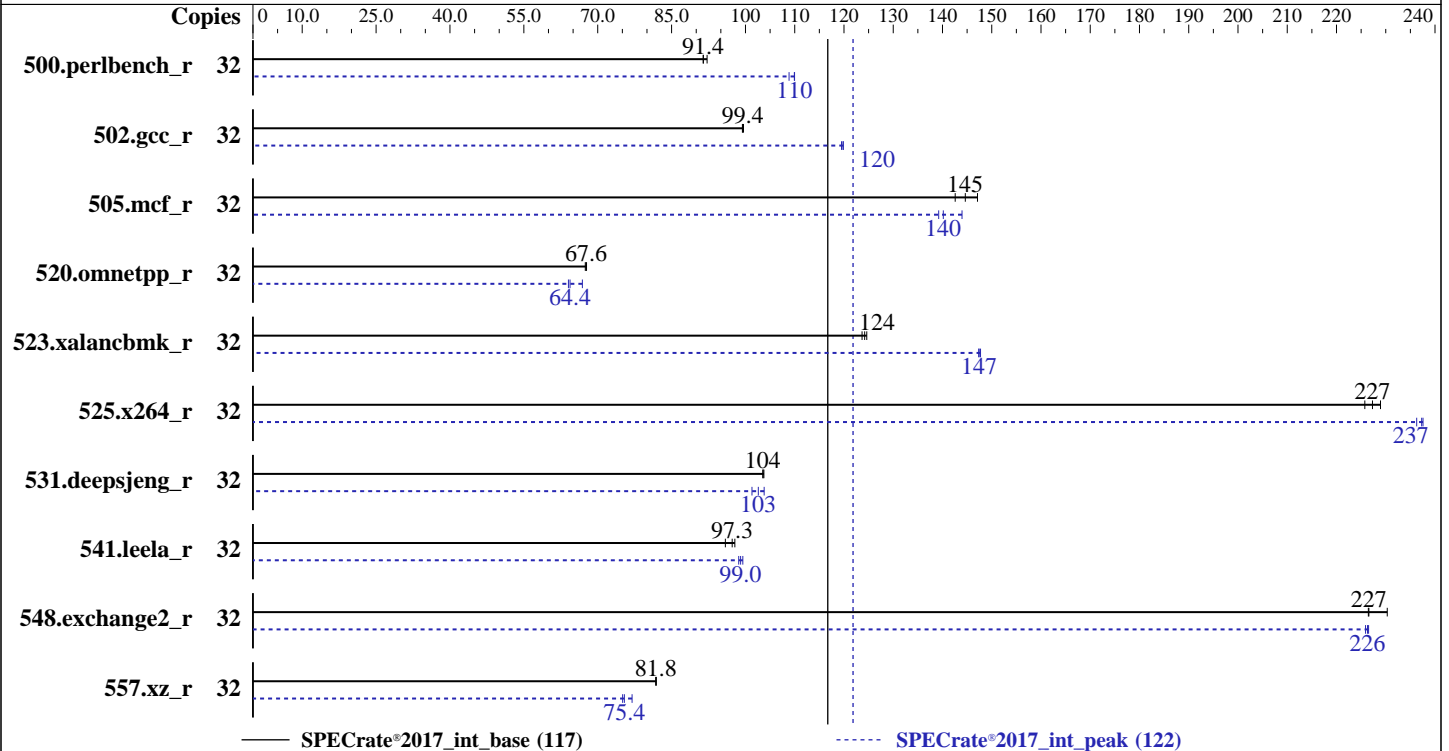 Copies 0 10.0 25.0 40.0 55.0 70.0 85.0 100 110 120 130 140 150 160 170 180 190 200 210 220 240
91.4
500.perlbench_r 32
110
99.4
502.gcc_r 32
120
145
505.mcf_r 32
140
67.6
520.omnetpp_r 32
64.4
124
523.xalancbmk_r 32
147
227
525.x264_r 32
237
104
531.deepsjeng_r 32
103
97.3
541.leela_r 32
99.0
227
548.exchange2_r 32
226
81.8
557.xz_r 32
75.4
SPECrate®2017_int_base (117) SPECrate®2017_int_peak (122)